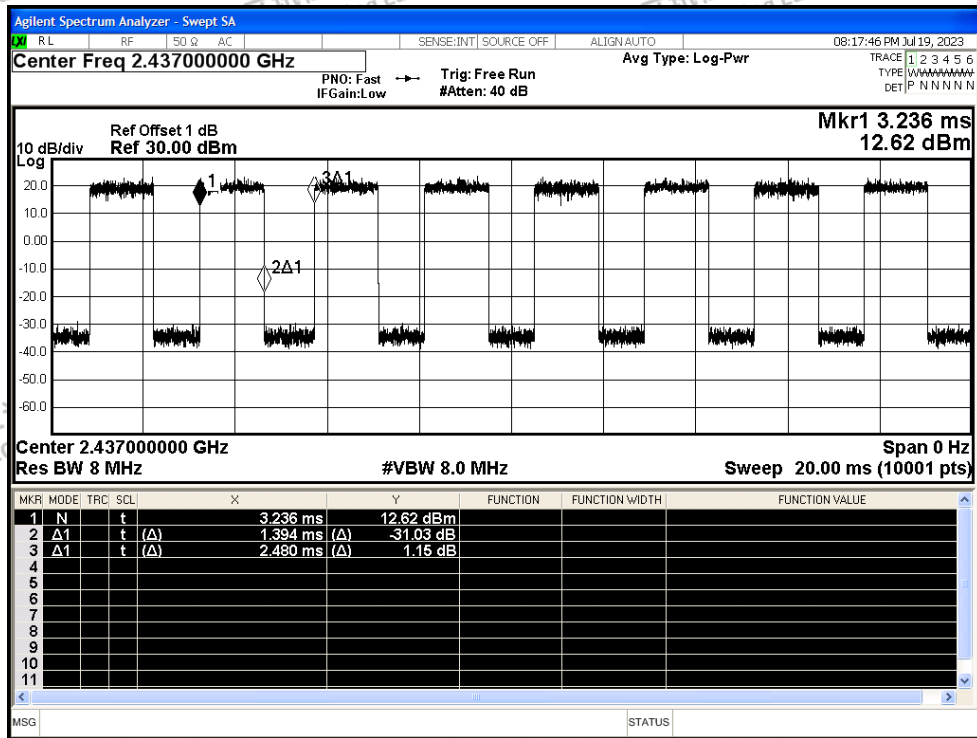 Agilent Spectrum Analyzer - Swept SA
LXI RL RF 50 Ω AC SENSE:INT SOURCE OFF ALIGN AUTO 08:17:46 PM Jul 19, 2023
Center Freq 2.437000000 GHz Avg Type: Log-Pwr TRACE 1 2 3 4 5 6
PNO: Fast Trig: Free Run TYPE W
IFGain:Low #Atten: 40 dB DET P N N N N N
Mkr1 3.236 ms
Ref Offset 1 dB
10 dB/div Ref 30.00 dBm 12.62 dBm
Log
20.0
1 3Δ1
10.0
0.00
-10.0
2Δ1
-20.0
-30.0
-40.0
-50.0
-60.0
Center 2.437000000 GHz Span 0 Hz
Res BW 8 MHz #VBW 8.0 MHz Sweep 20.00 ms (10001 pts)
MKR MODE TRC SCL X Y FUNCTION FUNCTION WIDTH FUNCTION VALUE
1 N t 3.236 ms 12.62 dBm
2 Δ1 t (Δ) 1.394 ms (Δ) -31.03 dB
3 Δ1 t (Δ) 2.480 ms (Δ) 1.15 dB
4
5
6
7
8
9
10
11
MSG STATUS